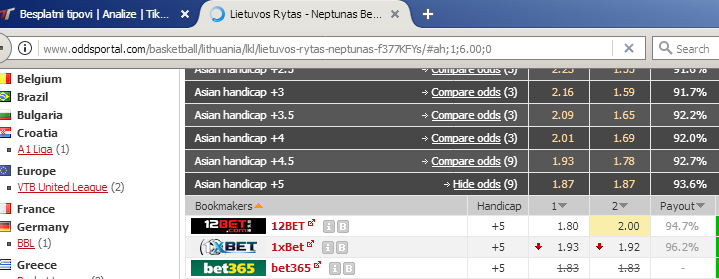 Besplatni tipovi | Analize | Tik...
Lietuvos Rytas - Neptunas Be...
www.oddsportal.com/basketball/lithuania/lkl/lietuvos-rytas-neptunas-f377KFYs/#ah;1;6.00;0
Search
Belgium
Brazil
Bulgaria
Croatia
A1 Liga (1)
Europe
VTB United League (2)
France
Germany
BBL (1)
Greece
Asian handicap +2.5 Compare odds (3) 2.25 1.55 91.8%
Asian handicap +3 Compare odds (3) 2.16 1.59 91.7%
Asian handicap +3.5 Compare odds (3) 2.09 1.65 92.2%
Asian handicap +4 Compare odds (3) 2.01 1.69 92.0%
Asian handicap +4.5 Compare odds (9) 1.93 1.78 92.7%
Asian handicap +5 Hide odds (9) 1.87 1.87 93.6%
Bookmakers Handicap 1 2 Payout
12BET.com 12BET i B +5 1.80 2.00 94.7%
1XBET 1xBet i B +5 1.93 1.92 96.2%
bet365 bet365 i B +5 1.83 1.83 -